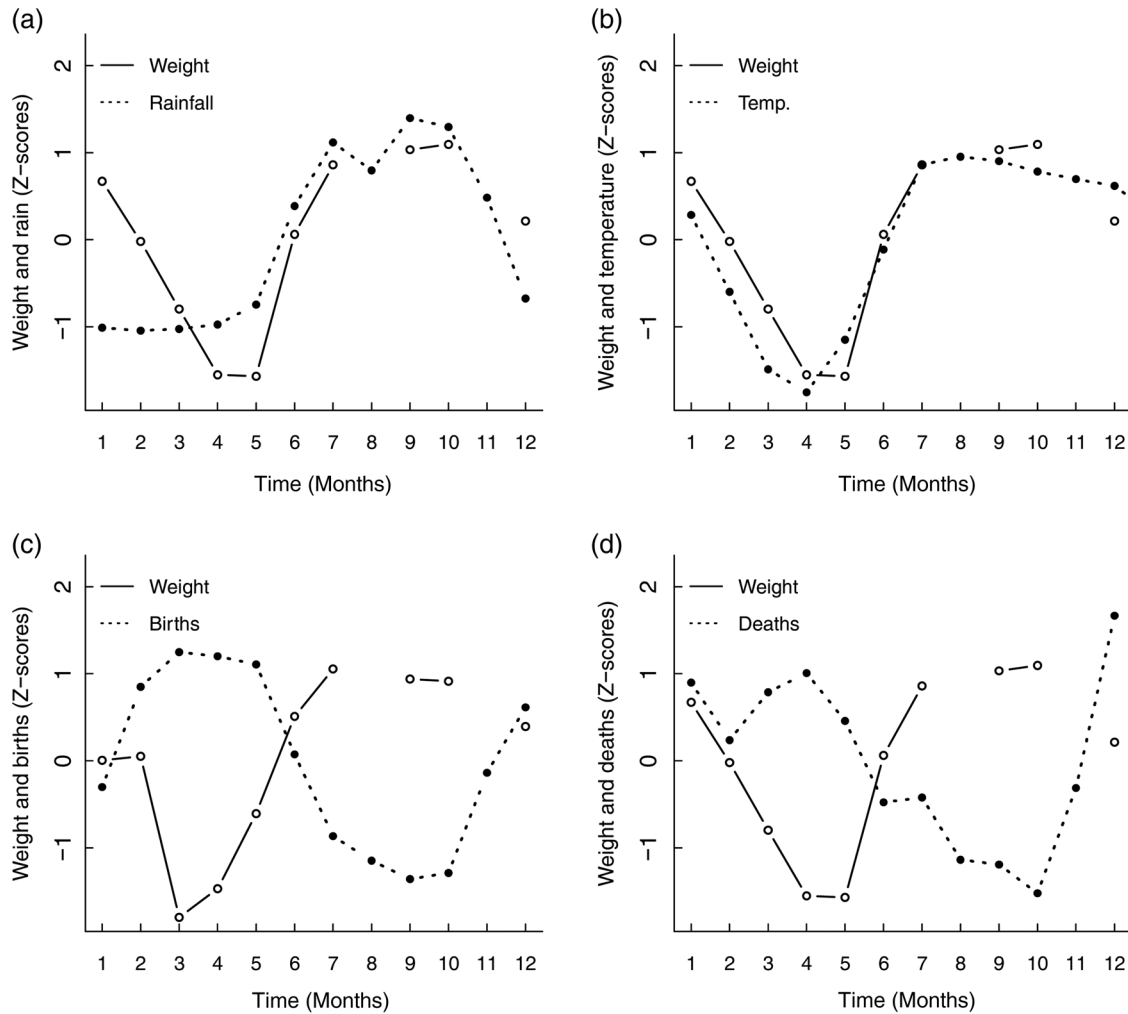 (a)
Weight and rain (Z−scores)
2
1
0
−1
Weight
Rainfall
1 2 3 4 5 6 7 8 9 10 11 12
Time (Months)
(b)
Weight and temperature (Z−scores)
2
1
0
−1
Weight
Temp.
1 2 3 4 5 6 7 8 9 10 11 12
Time (Months)
(c)
Weight and births (Z−scores)
2
1
0
−1
Weight
Births
1 2 3 4 5 6 7 8 9 10 11 12
Time (Months)
(d)
Weight and deaths (Z−scores)
2
1
0
−1
Weight
Deaths
1 2 3 4 5 6 7 8 9 10 11 12
Time (Months)